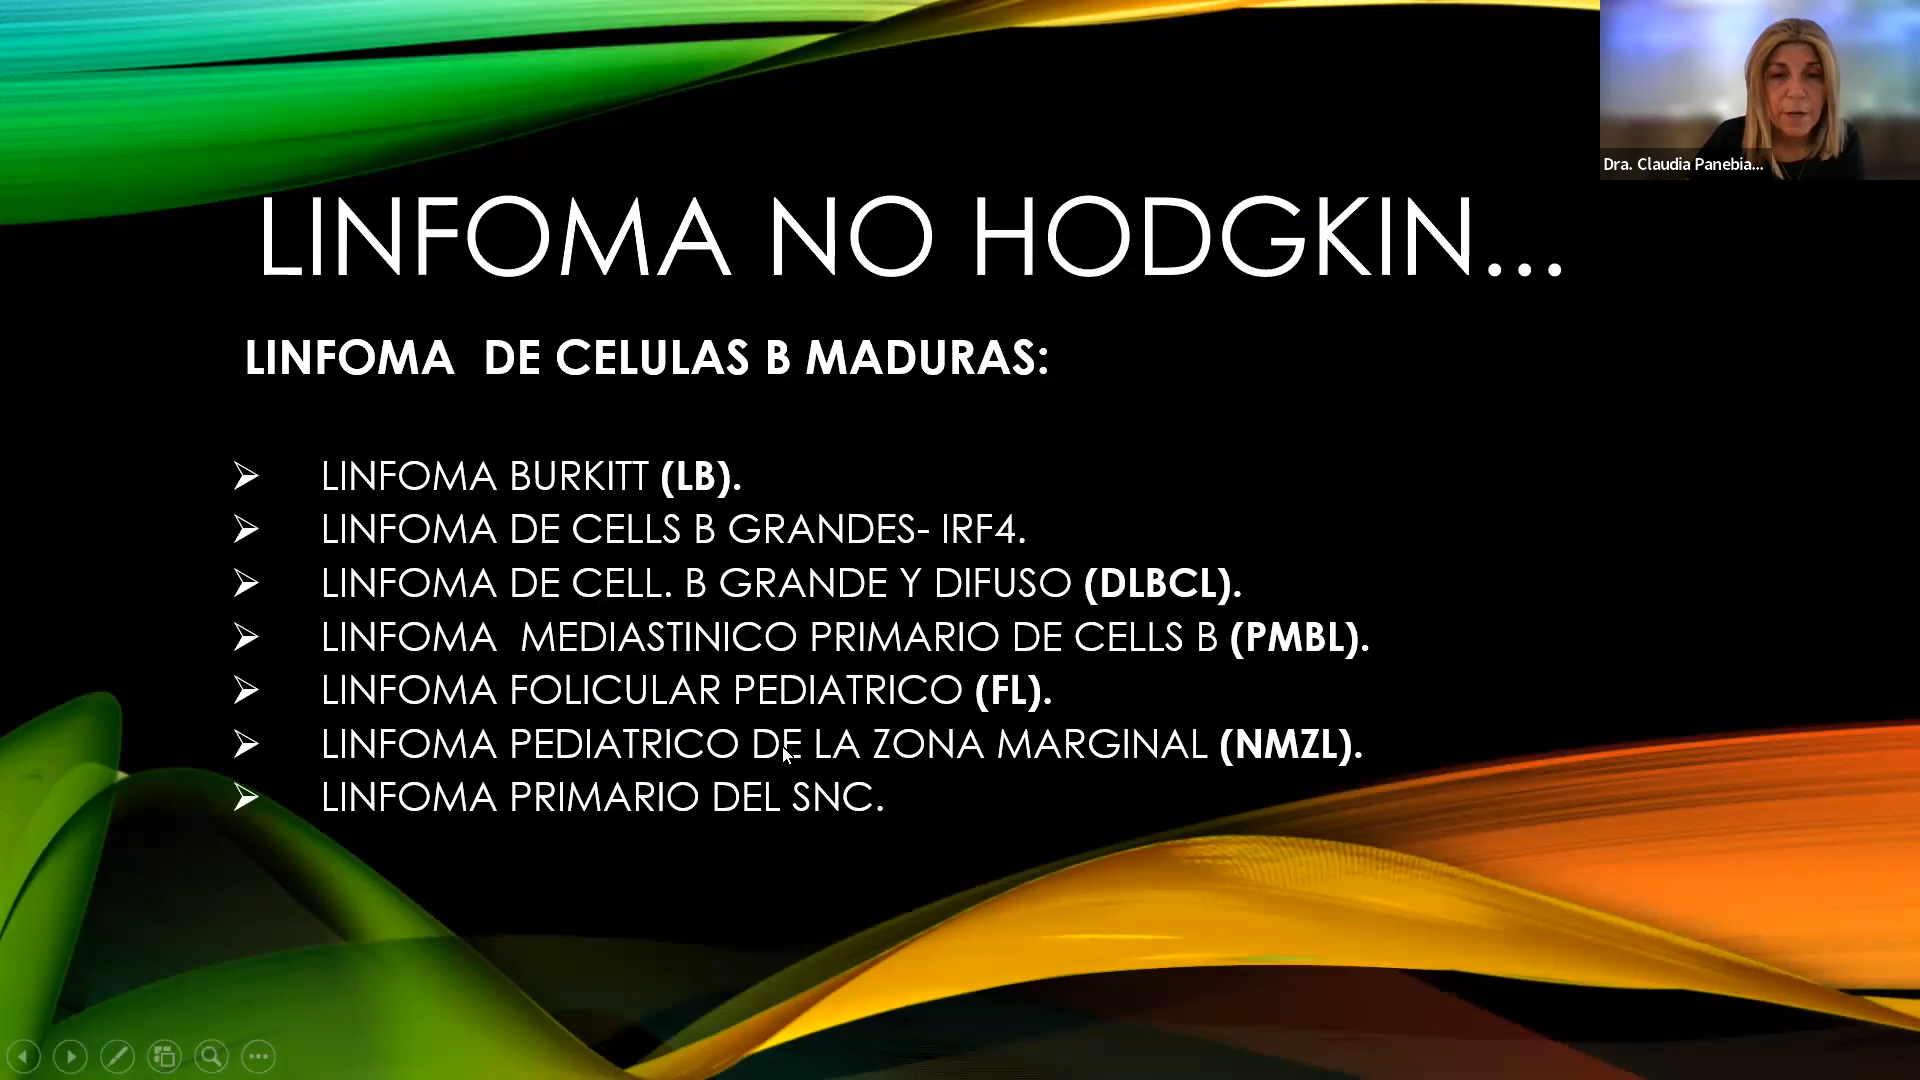 Dra. Claudia Panebia...
LINFOMA NO HODGKIN...
LINFOMA DE CELULAS B MADURAS:
LINFOMA BURKITT (LB).
LINFOMA DE CELLS B GRANDES- IRF4.
LINFOMA DE CELL. B GRANDE Y DIFUSO (DLBCL).
LINFOMA MEDIASTINICO PRIMARIO DE CELLS B (PMBL).
LINFOMA FOLICULAR PEDIATRICO (FL).
LINFOMA PEDIATRICO DE LA ZONA MARGINAL (NMZL).
LINFOMA PRIMARIO DEL SNC.